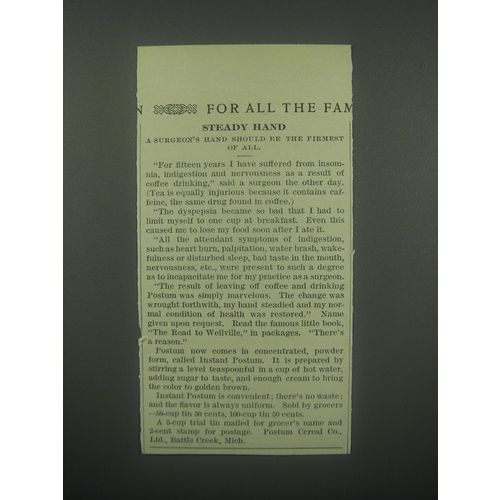 N FOR ALL THE FAM
STEADY HAND
A SURGEON'S HAND SHOULD BE THE FIRMEST
OF ALL.
"For fifteen years I have suffered from insom-
nia, indigestion and nervousness as a result of
coffee drinking," said a surgeon the other day.
(Tea is equally injurious because it contains caf-
feine, the same drug found in coffee.)
"The dyspepsia became so bad that I had to
limit myself to one cup at breakfast. Even this
caused me to lose my food soon after I ate it.
"All the attendant symptoms of indigestion,
such as heart burn, palpitation, water brash, wake-
fulness or disturbed sleep, bad taste in the mouth,
nervousness, etc., were present to such a degree
as to incapacitate me for my practice as a surgeon.
"The result of leaving off coffee and drinking
Postum was simply marvelous. The change was
wrought forthwith, my hand steadied and my nor-
mal condition of health was restored." Name
given upon request. Read the famous little book,
"The Road to Wellville," in packages. "There's
a reason."
Postum now comes in concentrated, powder
form, called Instant Postum. It is prepared by
stirring a level teaspoonful in a cup of hot water,
adding sugar to taste, and enough cream to bring
the color to golden brown.
Instant Postum is convenient; there's no waste;
and the flavor is always uniform. Sold by grocers
—50-cup tin 30 cents, 100-cup tin 50 cents.
A 5-cup trial tin mailed for grocer's name and
2-cent stamp for postage. Postum Cereal Co.,
Ltd., Battle Creek, Mich.